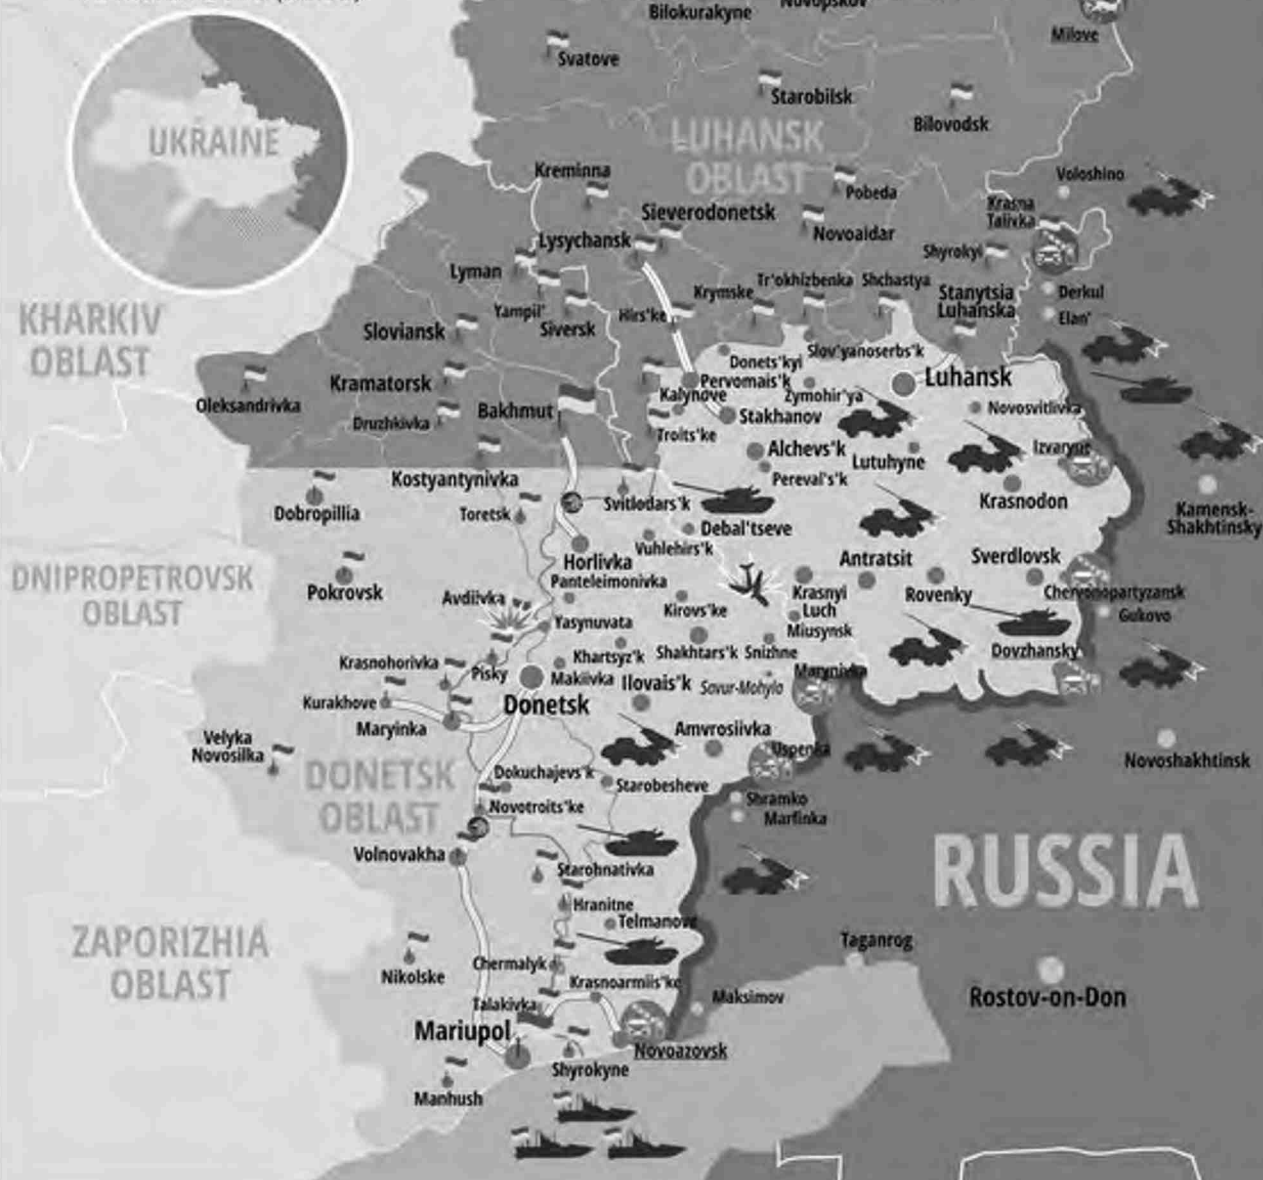 Bilokurakyne
Novopskov
Milove
Svatove
Starobilsk
Bilovodsk
UKRAINE
LUHANSK
OBLAST
Kreminna
Voloshino
Pobeda
Krasna
Talivka
Sieverodonetsk
Novoaidar
Lysychansk
Shyrokyi
Lyman
Tr'okhizbenka
Shchastya
Krymske
Stanytsia
Luhanska
Derkul
Yampil'
Siversk
Hirs'ke
Elan'
KHARKIV
OBLAST
Sloviansk
Donets'kyi
Slov'yanoserbs'k
Kramatorsk
Pervomais'k
Luhansk
Oleksandrivka
Kalynove
Zymohir'ya
Druzhkivka
Bakhmut
Stakhanov
Novosvitlivka
Troits'ke
Alchevs'k
Izvaryne
Lutuhyne
Kostyantynivka
Pereval's'k
Krasnodon
Dobropillia
Toretsk
Svitlodars'k
Kamensk-
Shakhtinsky
Debal'tseve
Vuhlehirs'k
Horlivka
Antratsit
Sverdlovsk
DNIPROPETROVSK
OBLAST
Pokrovsk
Panteleimonivka
Krasnyi
Luch
Rovenky
Chervonopartyzansk
Avdiivka
Kirovs'ke
Gukovo
Yasynuvata
Miusynsk
Krasnohorivka
Khartsyz'k
Shakhtars'k
Snizhne
Dovzhansky
Pisky
Makiivka
Ilovais'k
Savur-Mohyla
Marynivka
Kurakhove
Donetsk
Maryinka
Amvrosiivka
Velyka
Novosilka
Uspenka
Novoshakhtinsk
DONETSK
OBLAST
Dokuchajevs'k
Starobesheve
Novotroits'ke
Shramko
Marfinka
Volnovakha
RUSSIA
Starohnativka
Hranitne
Telmanove
ZAPORIZHIA
OBLAST
Taganrog
Nikolske
Chermalyk
Krasnoarmiis'ke
Rostov-on-Don
Talakivka
Maksimov
Mariupol
Novoazovsk
Shyrokyne
Manhush